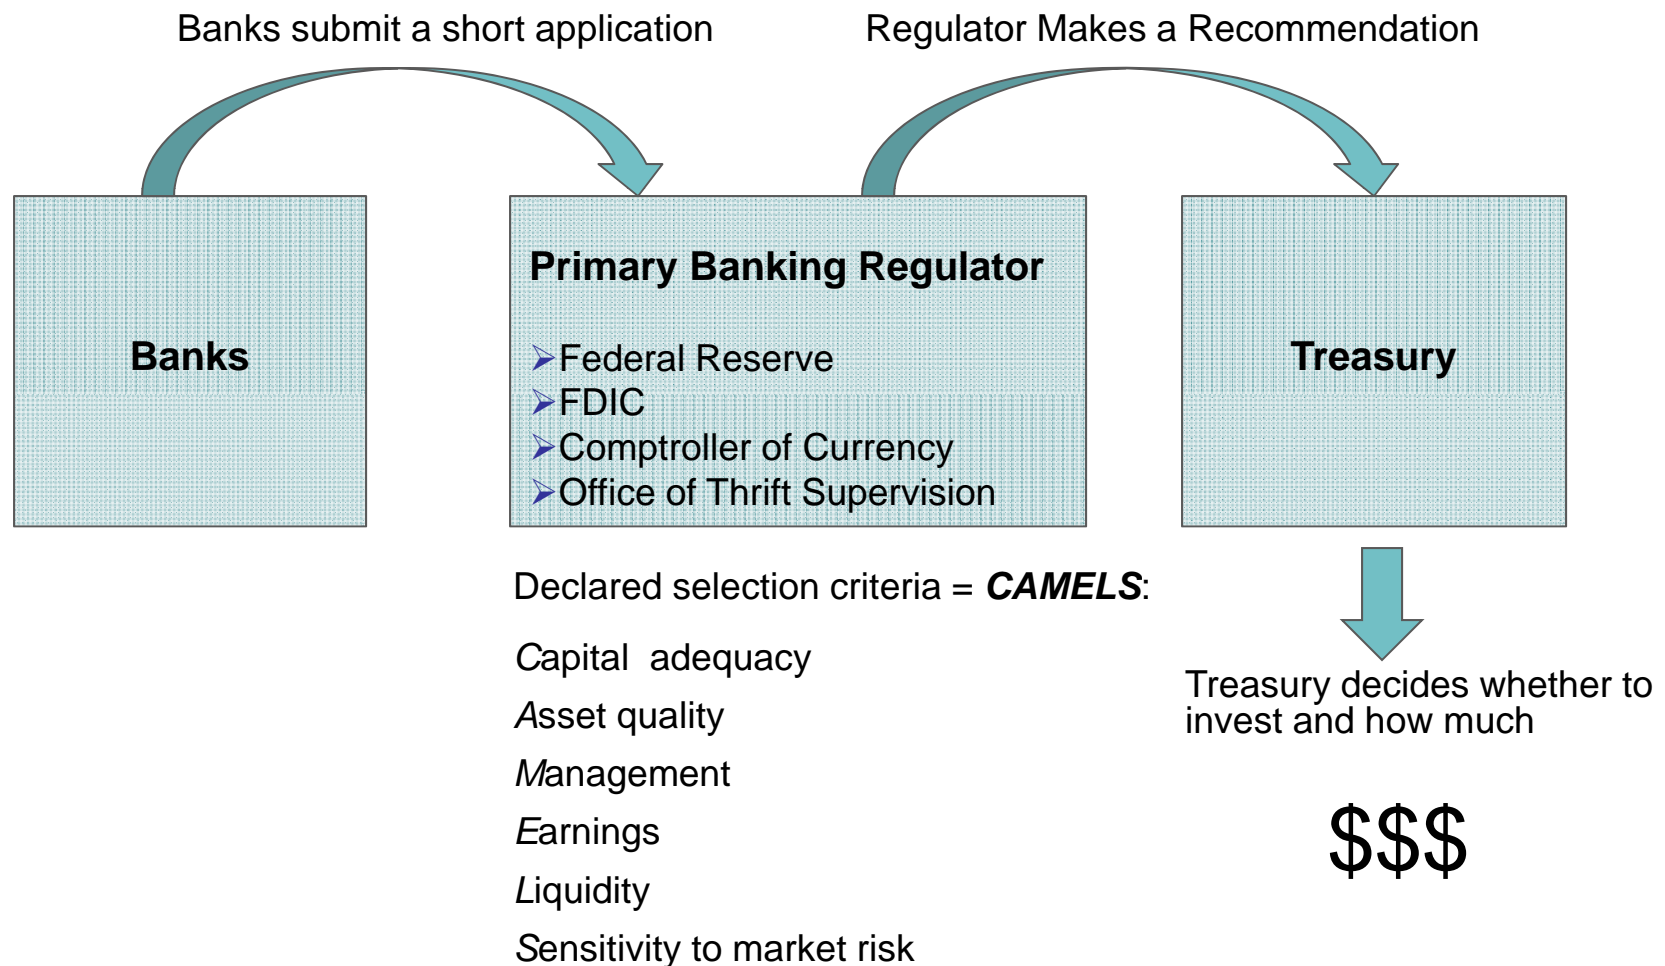 Banks submit a short application
Regulator Makes a Recommendation
Banks
Primary Banking Regulator
➢Federal Reserve
➢FDIC
➢Comptroller of Currency
➢Office of Thrift Supervision
Treasury
Declared selection criteria = CAMELS:
Capital  adequacy
Asset quality
Management
Earnings
Liquidity
Sensitivity to market risk
Treasury decides whether to
invest and how much
$$$